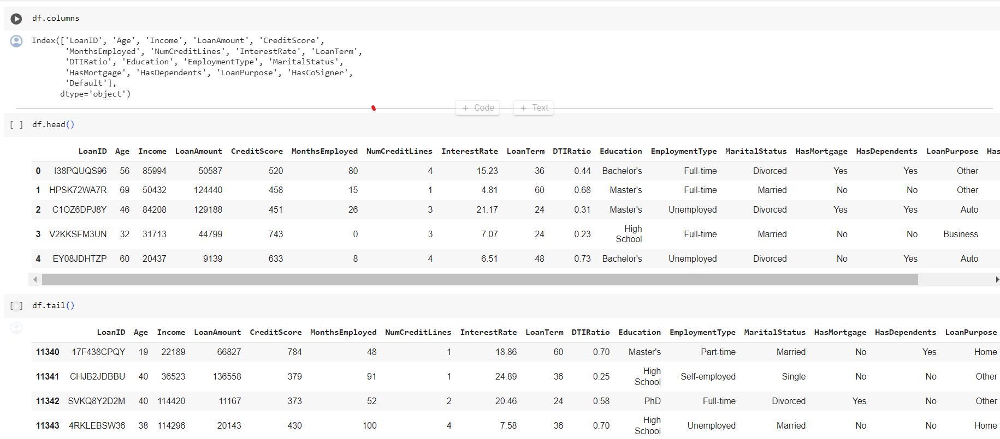 df.columns
Index(['LoanID', 'Age', 'Income', 'LoanAmount', 'CreditScore',
'MonthsEmployed', 'NumCreditLines', 'InterestRate', 'LoanTerm',
'DTIRatio', 'Education', 'EmploymentType', 'MaritalStatus',
'HasMortgage', 'HasDependents', 'LoanPurpose', 'HasCoSigner',
'Default'],
dtype='object')
+ Code + Text
[ ] df.head()
LoanID Age Income LoanAmount CreditScore MonthsEmployed NumCreditLines InterestRate LoanTerm DTIRatio Education EmploymentType MaritalStatus HasMortgage HasDependents LoanPurpose Has
0 I38PQUQS96 56 85994 50587 520 80 4 15.23 36 0.44 Bachelor's Full-time Divorced Yes Yes Other
1 HPSK72WA7R 69 50432 124440 458 15 1 4.81 60 0.68 Master's Full-time Married No No Other
2 C1OZ6DPJ8Y 46 84208 129188 451 26 3 21.17 24 0.31 Master's Unemployed Divorced Yes Yes Auto
3 V2KKSFM3UN 32 31713 44799 743 0 3 7.07 24 0.23 High School Full-time Married No No Business
4 EY08JDHTZP 60 20437 9139 633 8 4 6.51 48 0.73 Bachelor's Unemployed Divorced No Yes Auto
[ ] df.tail()
LoanID Age Income LoanAmount CreditScore MonthsEmployed NumCreditLines InterestRate LoanTerm DTIRatio Education EmploymentType MaritalStatus HasMortgage HasDependents LoanPurpose
11340 17F438CPQY 19 22189 66827 784 48 1 18.86 60 0.70 Master's Part-time Married No Yes Home
11341 CHJB2JDBBU 40 36523 136558 379 91 1 24.89 36 0.25 High School Self-employed Single No No Other
11342 SVKQ8Y2D2M 40 114420 11167 373 52 2 20.46 24 0.58 PhD Full-time Divorced Yes No Other
11343 4RKLEBSW36 38 114296 20143 430 100 4 7.58 36 0.70 High School Unemployed Married No No Home